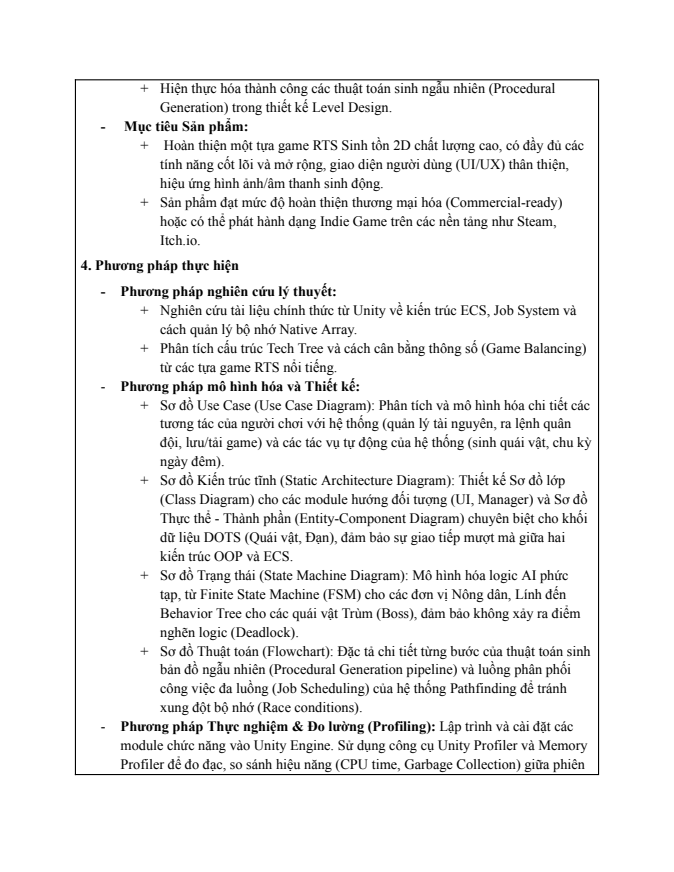 + Hiện thực hóa thành công các thuật toán sinh ngẫu nhiên (Procedural
Generation) trong thiết kế Level Design.
- Mục tiêu Sản phẩm:
+ Hoàn thiện một tựa game RTS Sinh tồn 2D chất lượng cao, có đầy đủ các
tính năng cốt lõi và mở rộng, giao diện người dùng (UI/UX) thân thiện,
hiệu ứng hình ảnh/âm thanh sinh động.
+ Sản phẩm đạt mức độ hoàn thiện thương mại hóa (Commercial-ready)
hoặc có thể phát hành dạng Indie Game trên các nền tảng như Steam,
Itch.io.
4. Phương pháp thực hiện
- Phương pháp nghiên cứu lý thuyết:
+ Nghiên cứu tài liệu chính thức từ Unity về kiến trúc ECS, Job System và
cách quản lý bộ nhớ Native Array.
+ Phân tích cấu trúc Tech Tree và cách cân bằng thông số (Game Balancing)
từ các tựa game RTS nổi tiếng.
- Phương pháp mô hình hóa và Thiết kế:
+ Sơ đồ Use Case (Use Case Diagram): Phân tích và mô hình hóa chi tiết các
tương tác của người chơi với hệ thống (quản lý tài nguyên, ra lệnh quân
đội, lưu/tải game) và các tác vụ tự động của hệ thống (sinh quái vật, chu kỳ
ngày đêm).
+ Sơ đồ Kiến trúc tĩnh (Static Architecture Diagram): Thiết kế Sơ đồ lớp
(Class Diagram) cho các module hướng đối tượng (UI, Manager) và Sơ đồ
Thực thể - Thành phần (Entity-Component Diagram) chuyên biệt cho khối
dữ liệu DOTS (Quái vật, Đạn), đảm bảo sự giao tiếp mượt mà giữa hai
kiến trúc OOP và ECS.
+ Sơ đồ Trạng thái (State Machine Diagram): Mô hình hóa logic AI phức
tạp, từ Finite State Machine (FSM) cho các đơn vị Nông dân, Lính đến
Behavior Tree cho các quái vật Trùm (Boss), đảm bảo không xảy ra điểm
nghẽn logic (Deadlock).
+ Sơ đồ Thuật toán (Flowchart): Đặc tả chi tiết từng bước của thuật toán sinh
bản đồ ngẫu nhiên (Procedural Generation pipeline) và luồng phân phối
công việc đa luồng (Job Scheduling) của hệ thống Pathfinding để tránh
xung đột bộ nhớ (Race conditions).
- Phương pháp Thực nghiệm & Đo lường (Profiling): Lập trình và cài đặt các
module chức năng vào Unity Engine. Sử dụng công cụ Unity Profiler và Memory
Profiler để đo đạc, so sánh hiệu năng (CPU time, Garbage Collection) giữa phiên